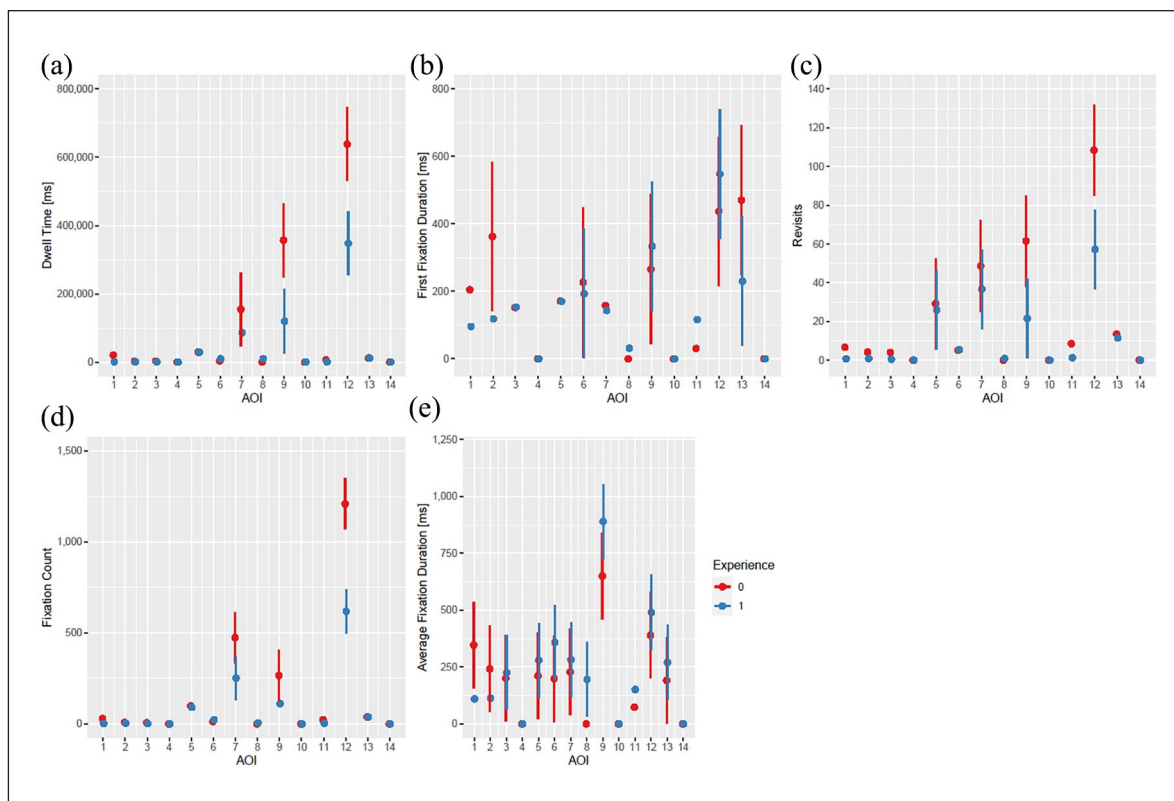 (a)
Dwell Time [ms]
800,000
600,000
400,000
200,000
0
1 2 3 4 5 6 7 8 9 10 11 12 13 14
AOI
(b)
First Fixation Duration [ms]
800
600
400
200
0
1 2 3 4 5 6 7 8 9 10 11 12 13 14
AOI
(c)
Revisits
140
120
100
80
60
40
20
0
1 2 3 4 5 6 7 8 9 10 11 12 13 14
AOI
(d)
Fixation Count
1,500
1,000
500
0
1 2 3 4 5 6 7 8 9 10 11 12 13 14
AOI
(e)
Average Fixation Duration [ms]
1,250
1,000
750
500
250
0
1 2 3 4 5 6 7 8 9 10 11 12 13 14
AOI
Experience
0
1